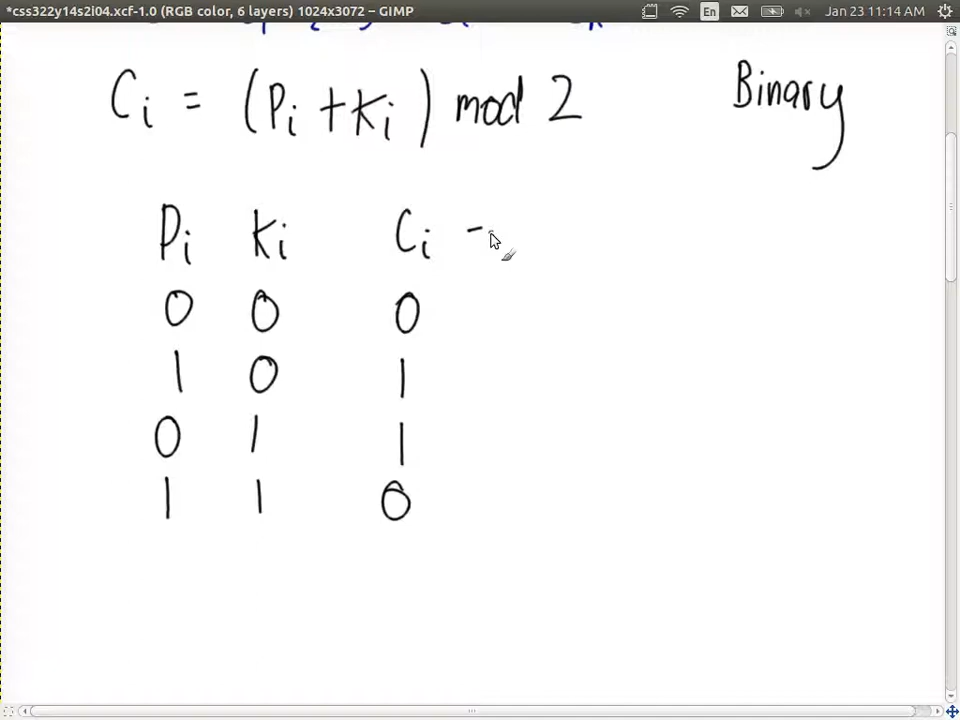 *css322y14s2i04.xcf-1.0 (RGB color, 6 layers) 1024x3072 – GIMP En Jan 23 11:14 AM
Ci = (Pi + Ki) mod 2 Binary
Pi Ki Ci -
0 0 0
1 0 1
0 1 1
1 1 0